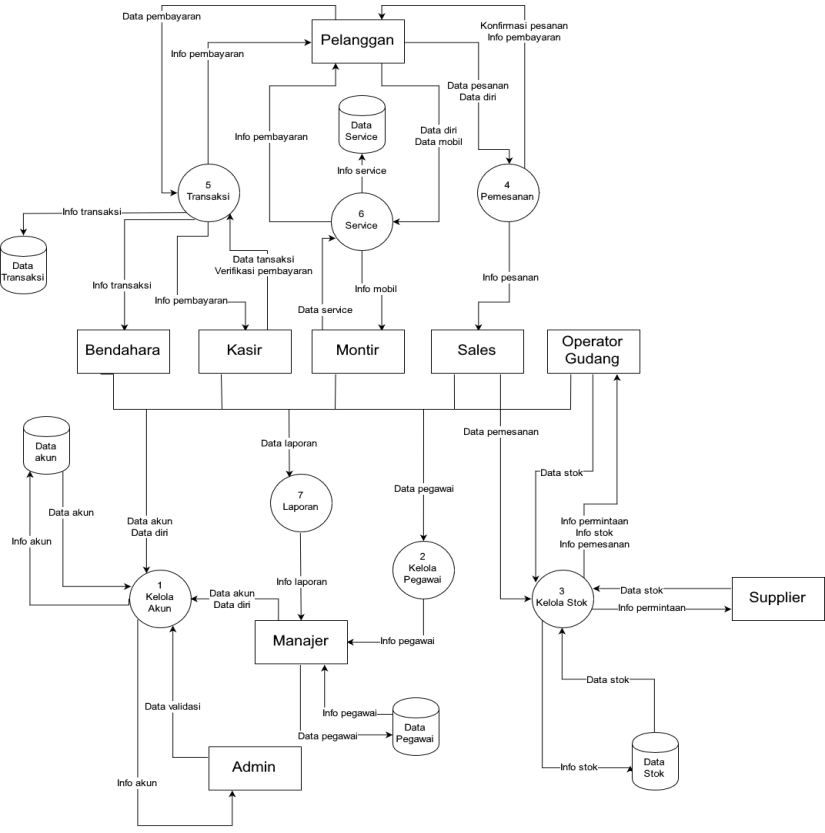 Data pembayaran
Konfirmasi pesanan
Info pembayaran
Pelanggan
Info pembayaran
Data pesanan
Data diri
Data
Service
Info pembayaran
Data diri
Data mobil
Info service
5
Transaksi
4
Pemesanan
6
Service
Info transaksi
Data
Transaksi
Data tansaksi
Verifikasi pembayaran
Info transaksi
Info pesanan
Info mobil
Info pembayaran
Data service
Bendahara
Kasir
Montir
Sales
Operator
Gudang
Data
akun
Data laporan
Data pemesanan
Data stok
Data pegawai
7
Laporan
Data akun
Info akun
Data akun
Data diri
Info permintaan
Info stok
Info pemesanan
2
Kelola
Pegawai
Info laporan
1
Kelola
Akun
Data akun
Data diri
3
Kelola Stok
Data stok
Info permintaan
Supplier
Manajer
Info pegawai
Data stok
Data validasi
Info pegawai
Data pegawai
Data
Pegawai
Admin
Info akun
Info stok
Data
Stok